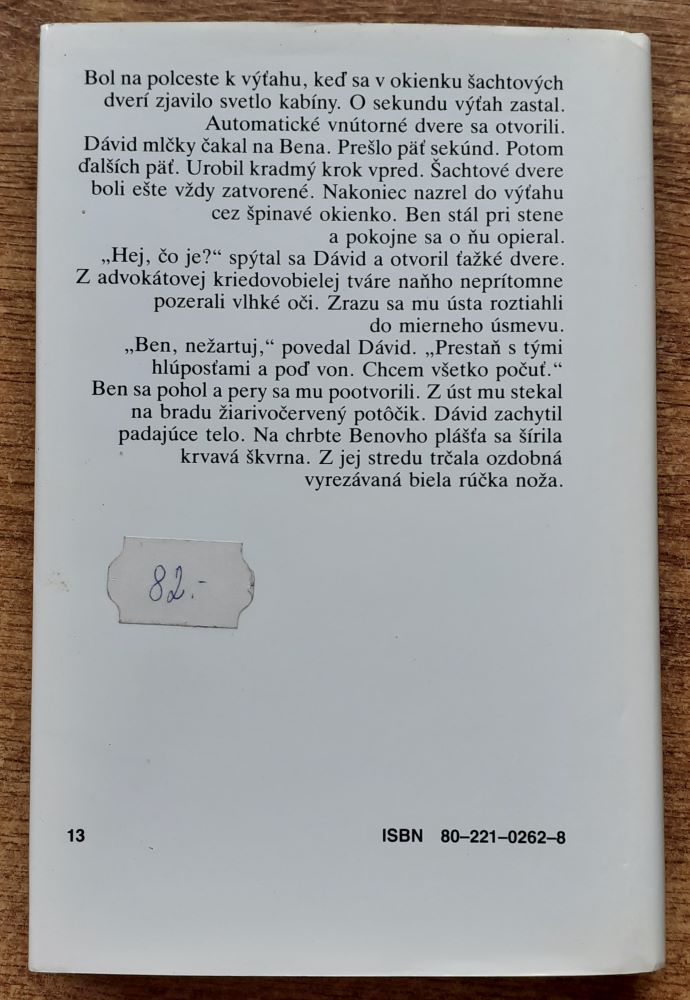 Bol na polceste k výťahu, keď sa v okienku šachtových
dverí zjavilo svetlo kabíny. O sekundu výťah zastal.
Automatické vnútorné dvere sa otvorili.
Dávid mlčky čakal na Bena. Prešlo päť sekúnd. Potom
ďalších päť. Urobil kradmý krok vpred. Šachtové dvere
boli ešte vždy zatvorené. Nakoniec nazrel do výťahu
cez špinavé okienko. Ben stál pri stene
a pokojne sa o ňu opieral.
„Hej, čo je?“ spýtal sa Dávid a otvoril ťažké dvere.
Z advokátovej kriedovobielej tváre naňho neprítomne
pozerali vlhké oči. Zrazu sa mu ústa roztiahli
do mierneho úsmevu.
„Ben, nežartuj,“ povedal Dávid. „Prestaň s tými
hlúposťami a poď von. Chcem všetko počuť.“
Ben sa pohol a pery sa mu pootvorili. Z úst mu stekal
na bradu žiarivočervený potôčik. Dávid zachytil
padajúce telo. Na chrbte Benovho plášťa sa šírila
krvavá škvrna. Z jej stredu trčala ozdobná
vyrezávaná biela rúčka noža.
82.-
13 ISBN 80–221–0262–8